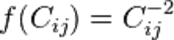 f(C_{ij}) = C_{ij}^{-2}